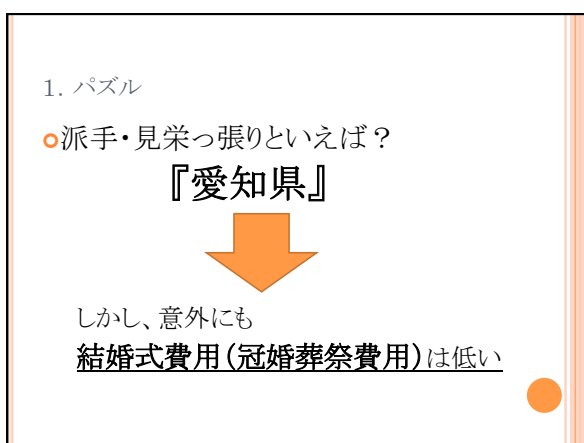 1. パズル
派手・見栄っ張りといえば？
『愛知県』
しかし、意外にも
結婚式費用(冠婚葬祭費用)は低い